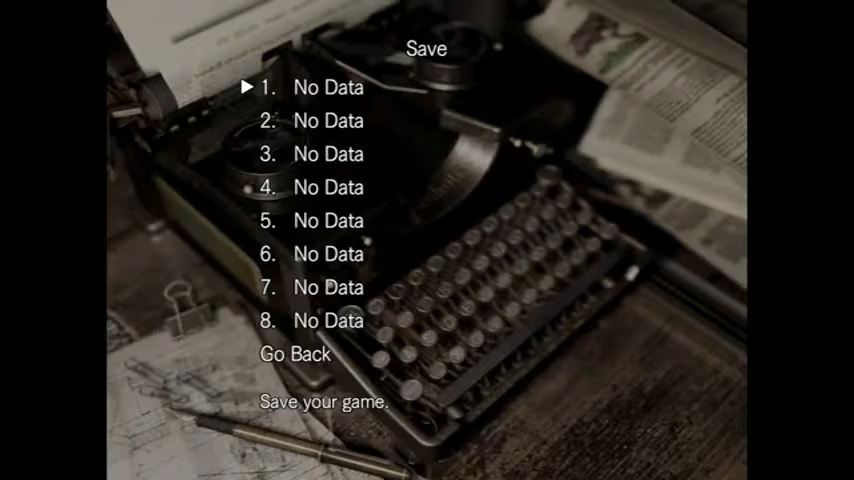 Save
1. No Data
2. No Data
3. No Data
4. No Data
5. No Data
6. No Data
7. No Data
8. No Data
Go Back
Save your game.